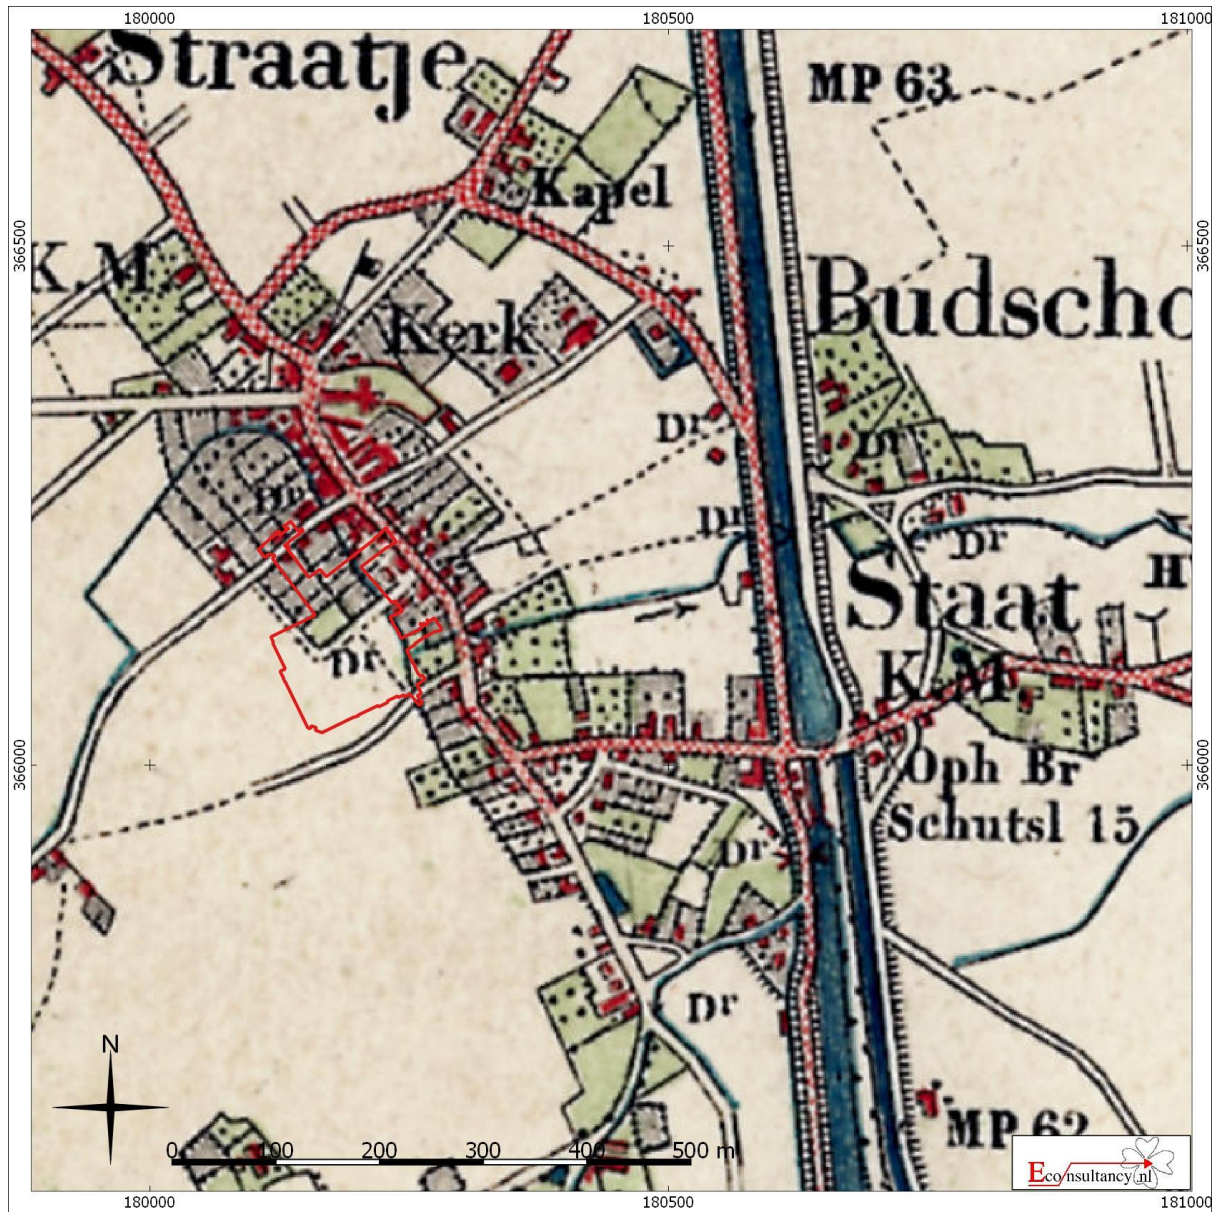 180000 180500 181000
Straatje
MP 63
Kapel
366500 366500
K.M
Kerk
Budscho
Dr
Dr
Dr
Dr
Dr
H
Staat
Dr
K.M
366000 366000
Oph Br
Schutsl 15
Dr
Dr
N
MP 62
0 100 200 300 400 500 m
Econsultancy.nl
180000 180500 181000